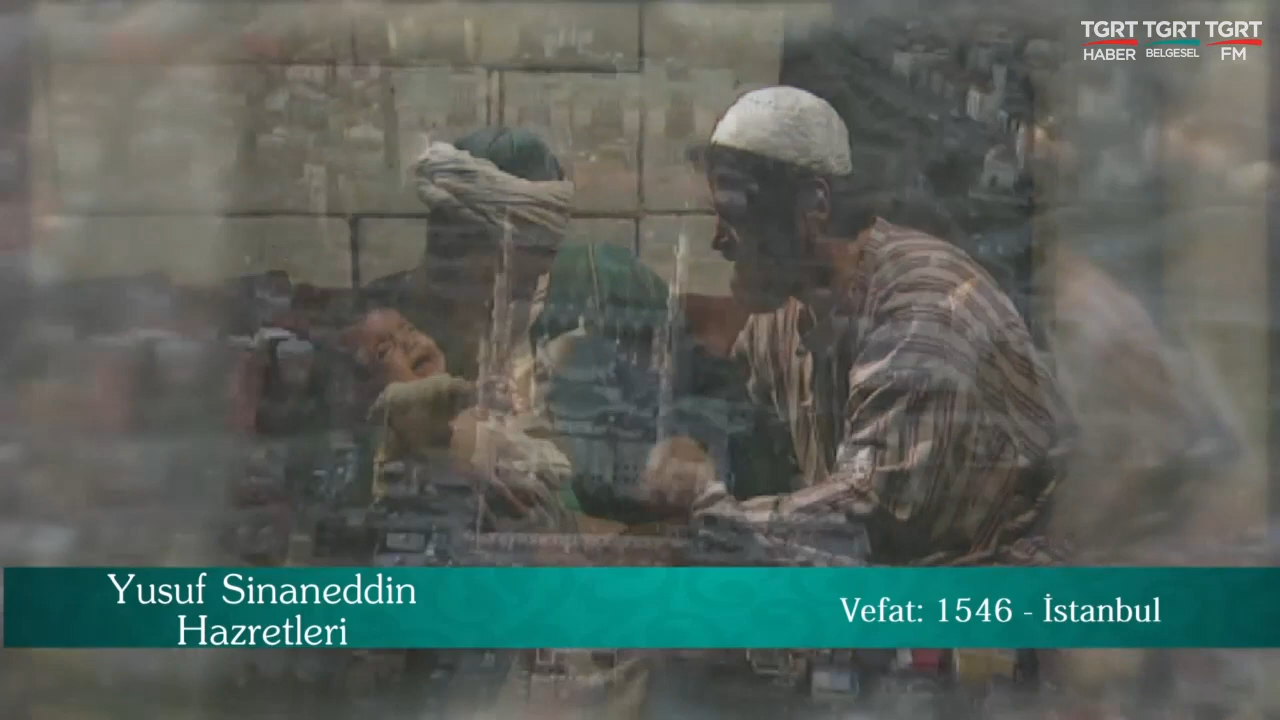 TGRT TGRT TGRT
HABER BELGESEL FM
Yusuf Sinaneddin
Hazretleri
Vefat: 1546 - İstanbul